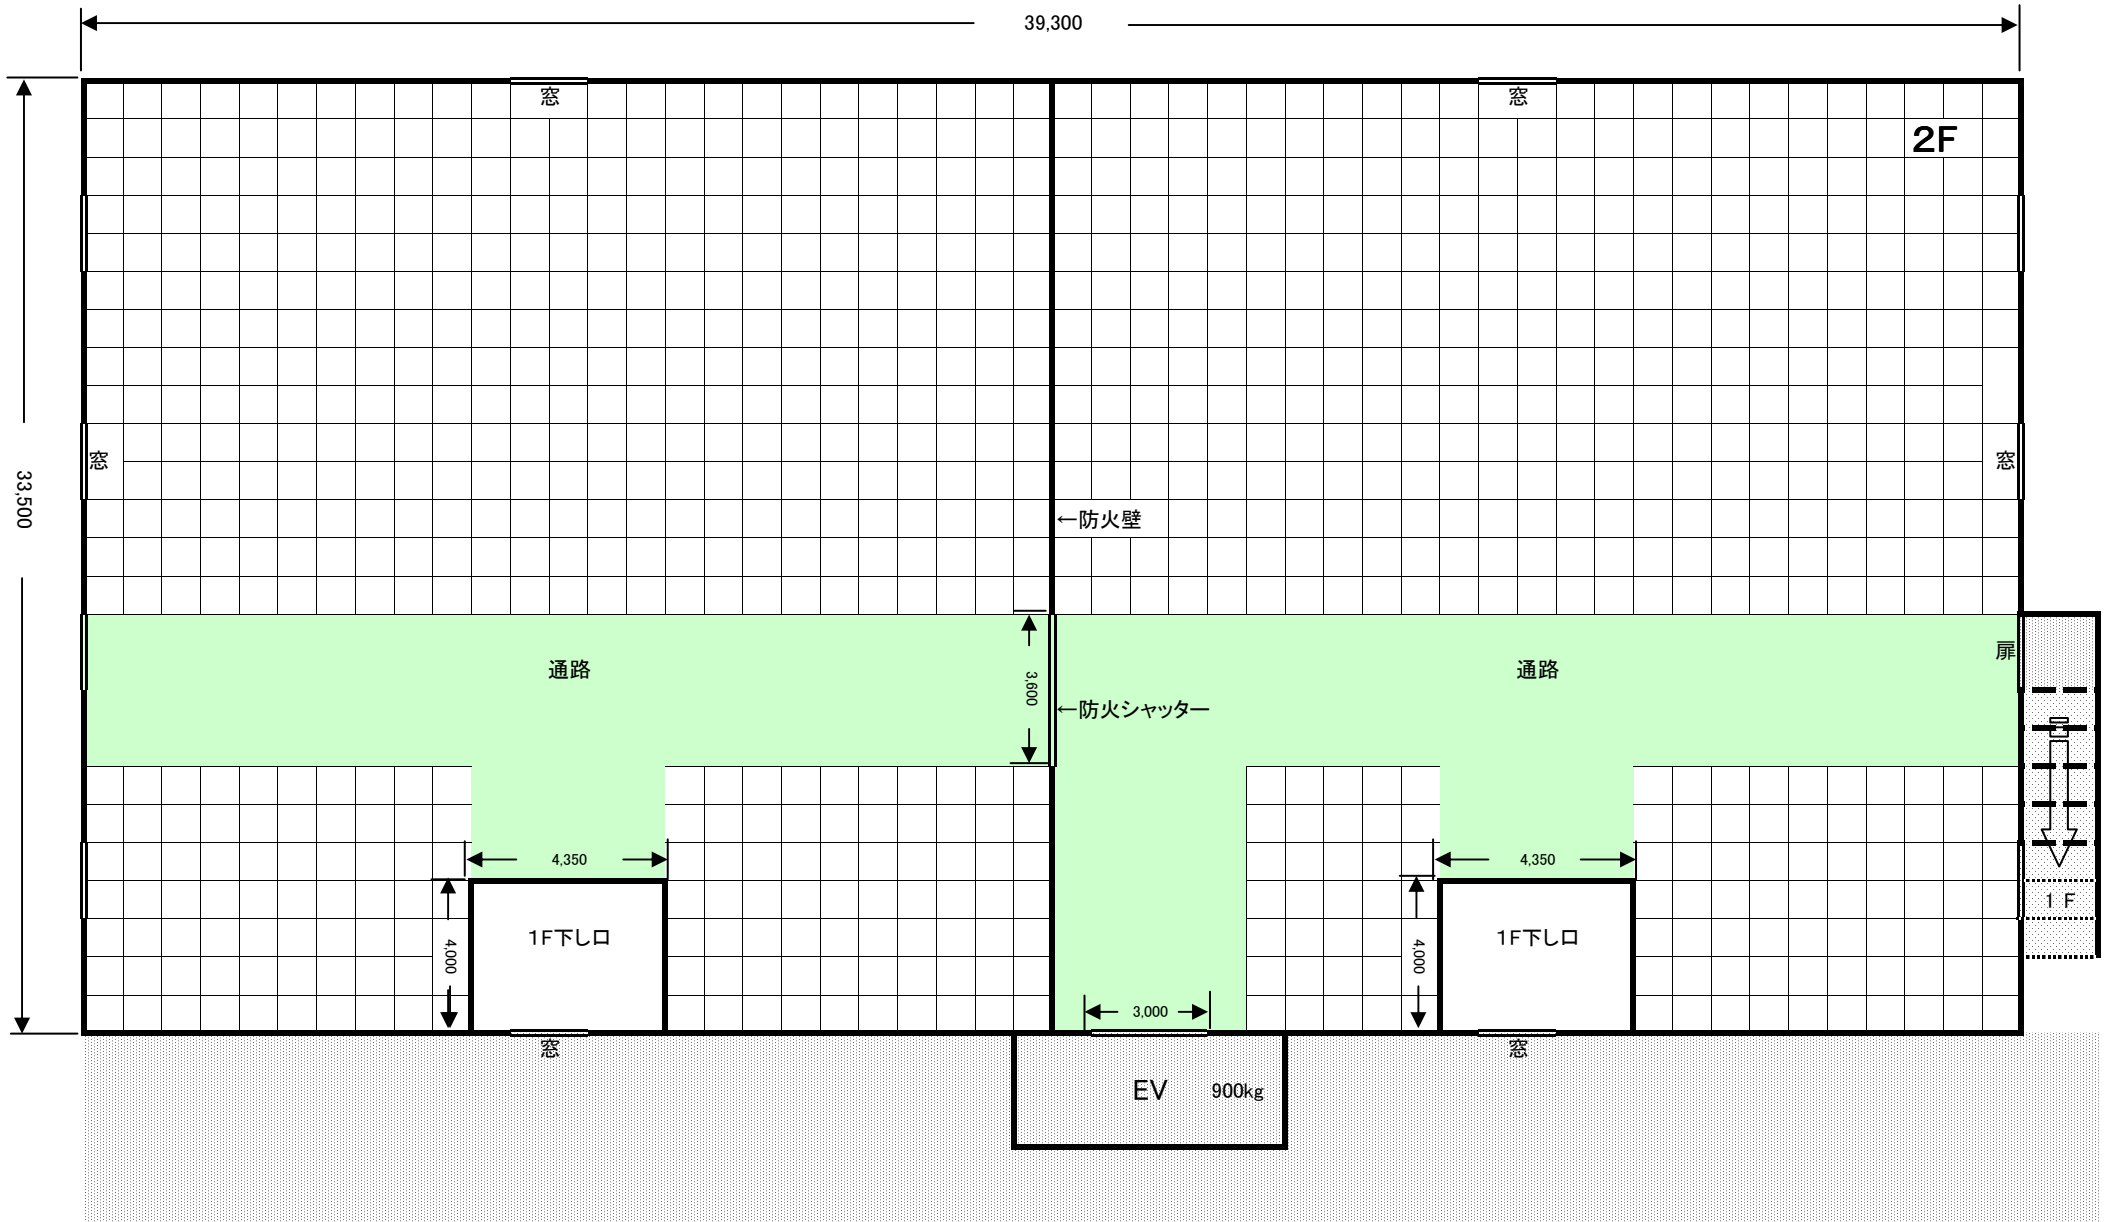 39,300
窓
窓
2F
窓
窓
33,500
←防火壁
通路
3,600
通路
扉
←防火シャッター
4,350
4,350
1F下し口
4,000
1F下し口
4,000
1 F
3,000
窓
窓
EV 900kg